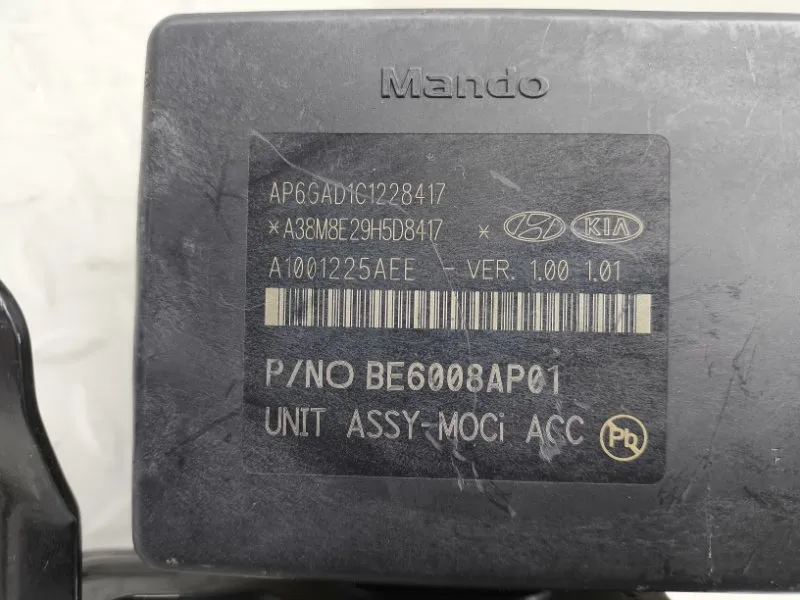 Mando
AP6GAD1C1228417
*A38M8E29H5D8417 * KIA
A1001225AEE - VER. 1.00 1.01
P/NO BE6008AP01
UNIT ASSY-MOCi ACC Pb